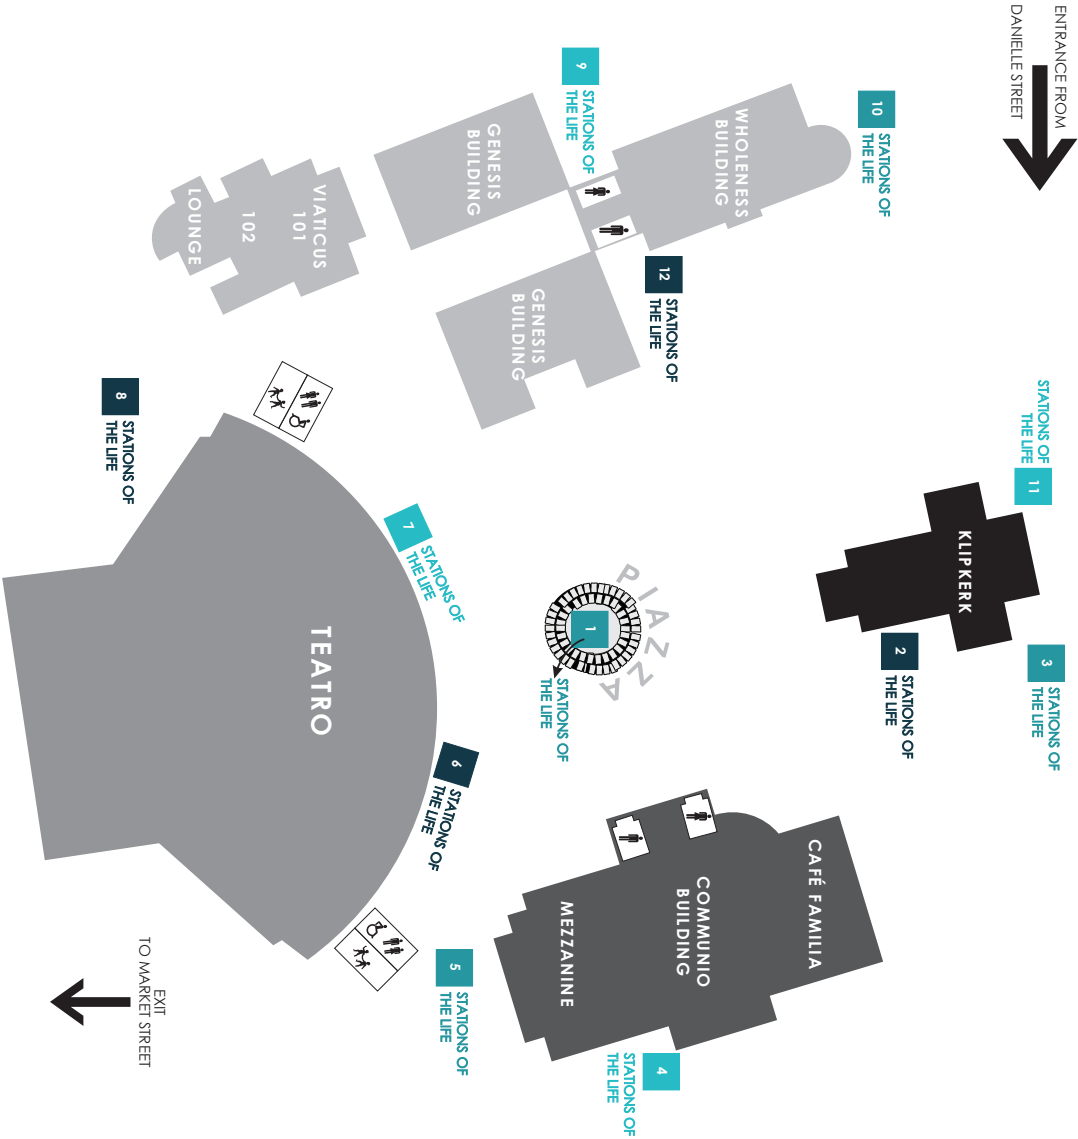 ENTRANCE FROM
DANIELLE STREET
10
STATIONS OF
THE LIFE
9
STATIONS OF
THE LIFE
WHOLENESS
BUILDING
GENESIS
BUILDING
VIATICUS
101
102
LOUNGE
12
STATIONS OF
THE LIFE
GENESIS
BUILDING
8
STATIONS OF
THE LIFE
STATIONS OF
THE LIFE
11
KLIPKERK
7
STATIONS OF
THE LIFE
PIAZZA
1
STATIONS OF
THE LIFE
2
STATIONS OF
THE LIFE
3
STATIONS OF
THE LIFE
TEATRO
6
STATIONS OF
THE LIFE
CAFÉ FAMILIA
COMMUNIO
BUILDING
MEZZANINE
5
STATIONS OF
THE LIFE
4
STATIONS OF
THE LIFE
EXIT
TO MARKET STREET